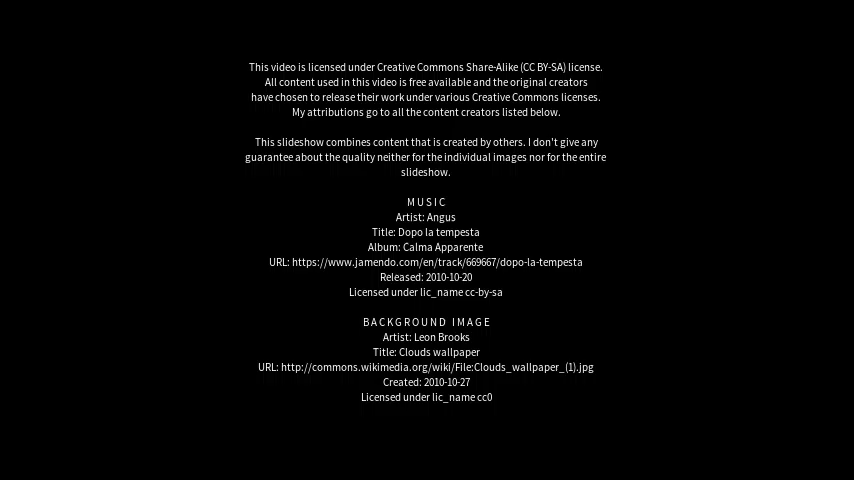 This video is licensed under Creative Commons Share-Alike (CC BY-SA) license.
All content used in this video is free available and the original creators
have chosen to release their work under various Creative Commons licenses.
My attributions go to all the content creators listed below.
This slideshow combines content that is created by others. I don't give any
guarantee about the quality neither for the individual images nor for the entire
slideshow.
MUSIC
Artist: Angus
Title: Dopo la tempesta
Album: Calma Apparente
URL: https://www.jamendo.com/en/track/669667/dopo-la-tempesta
Released: 2010-10-20
Licensed under lic_name cc-by-sa
BACKGROUND IMAGE
Artist: Leon Brooks
Title: Clouds wallpaper
URL: http://commons.wikimedia.org/wiki/File:Clouds_wallpaper_(1).jpg
Created: 2010-10-27
Licensed under lic_name cc0